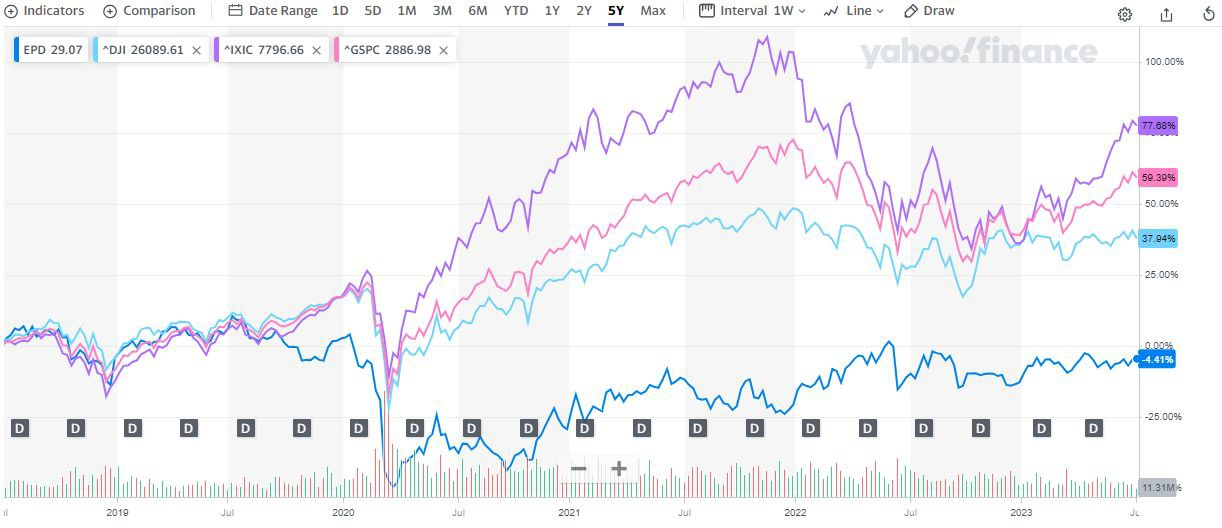 Indicators Comparison Date Range 1D 5D 1M 3M 6M YTD 1Y 2Y 5Y Max Interval 1W Line Draw
EPD 29.07 ^DJI 26089.61 × ^IXIC 7796.66 × ^GSPC 2886.98 ×
yahoo!finance
100.00%
77.68%
59.39%
50.00%
37.94%
25.00%
0.00%
-4.41%
-25.00%
D D D D D D D D D D D D D D D D D D D D
− +
11.31M
2019 Jul 2020 Jul 2021 Jul 2022 Jul 2023